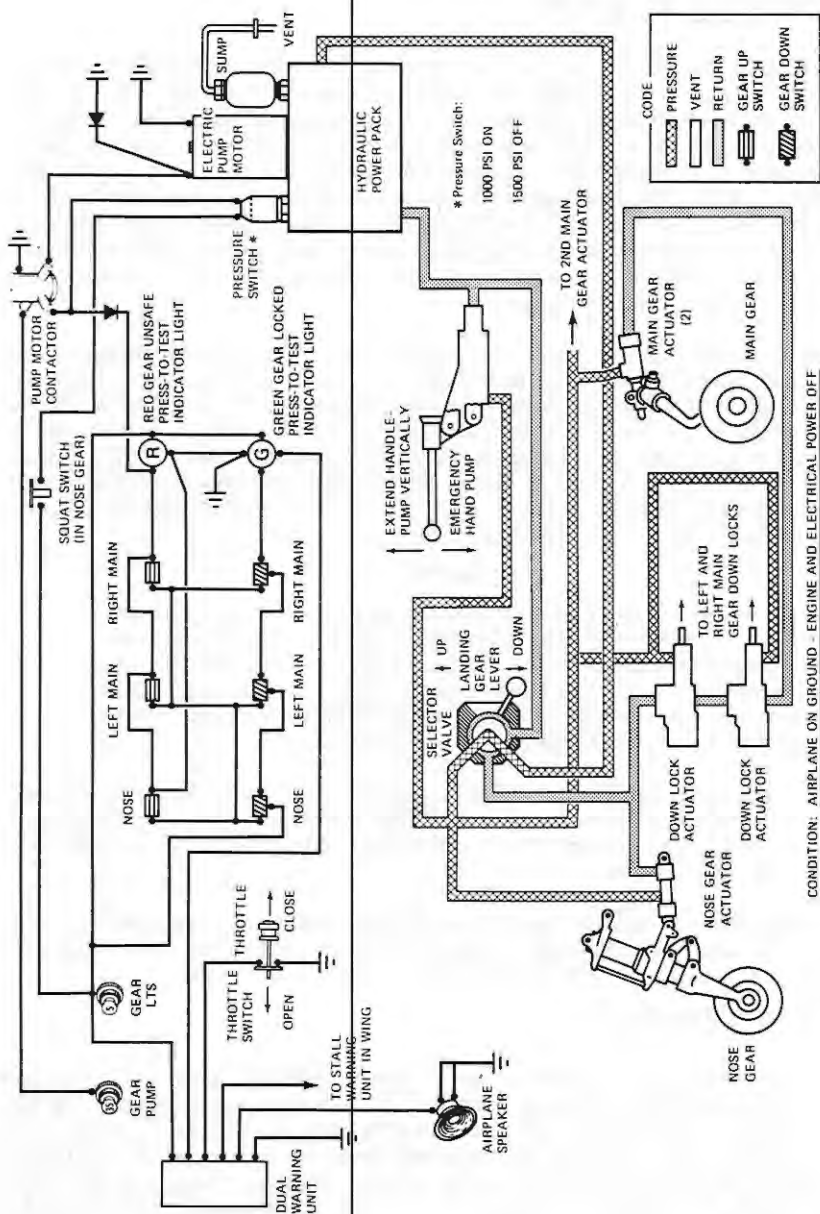 GEAR
PUMP
35
GEAR
LTS
5
DUAL
WARNING
UNIT
THROTTLE
SWITCH
THROTTLE
OPEN
CLOSE
TO STALL
WARNING
UNIT IN WING
AIRPLANE
SPEAKER
NOSE
LEFT MAIN
RIGHT MAIN
NOSE
LEFT MAIN
RIGHT MAIN
SQUAT SWITCH
(IN NOSE GEAR)
R
RED GEAR UNSAFE
PRESS-TO-TEST
INDICATOR LIGHT
G
GREEN GEAR LOCKED
PRESS-TO-TEST
INDICATOR LIGHT
PUMP MOTOR
CONTACTOR
PRESSURE
SWITCH *
ELECTRIC
PUMP
MOTOR
SUMP
VENT
HYDRAULIC
POWER PACK
* Pressure Switch:
1000 PSI ON
1500 PSI OFF
EXTEND HANDLE-
PUMP VERTICALLY
EMERGENCY
HAND PUMP
SELECTOR
VALVE
UP
LANDING
GEAR
LEVER
DOWN
TO 2ND MAIN
GEAR ACTUATOR
MAIN GEAR
ACTUATOR
(2)
MAIN GEAR
TO LEFT AND
RIGHT MAIN
GEAR DOWN LOCKS
DOWN LOCK
ACTUATOR
DOWN LOCK
ACTUATOR
NOSE GEAR
ACTUATOR
NOSE
GEAR
CODE
PRESSURE
VENT
RETURN
GEAR UP
SWITCH
GEAR DOWN
SWITCH
CONDITION: AIRPLANE ON GROUND - ENGINE AND ELECTRICAL POWER OFF